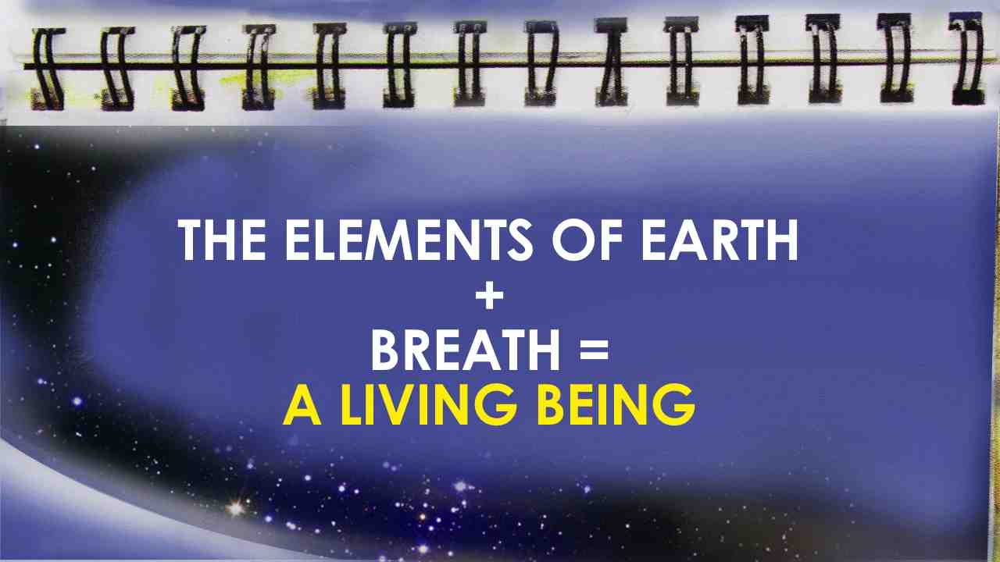 THE ELEMENTS OF EARTH
+
BREATH =
A LIVING BEING